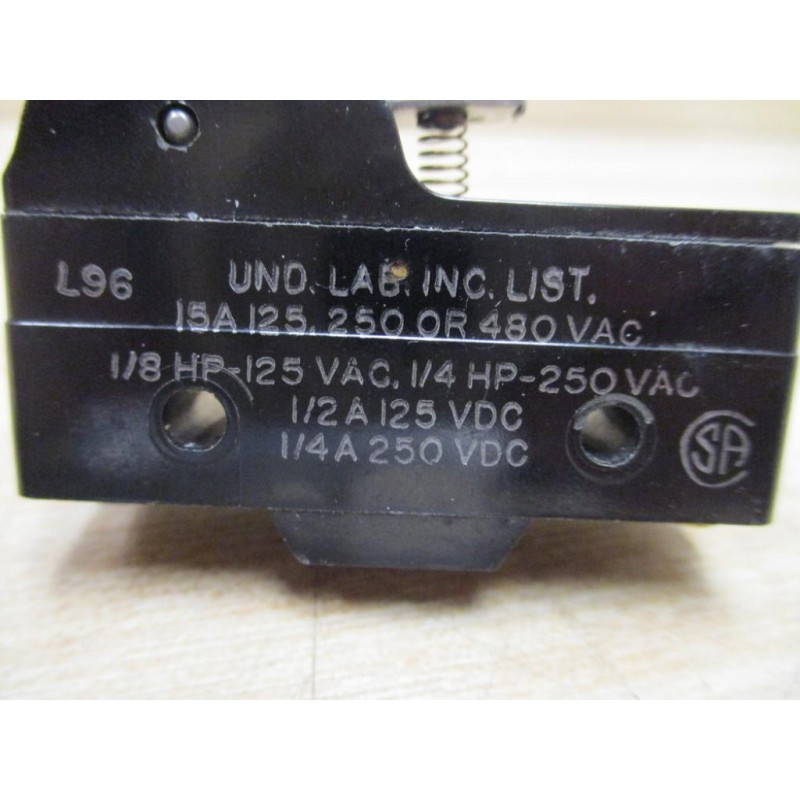 L96 UND. LAB. INC. LIST.
15A 125, 250 OR 480 VAC
1/8 HP-125 VAC, 1/4 HP-250 VAC
1/2 A 125 VDC
1/4 A 250 VDC
CSA